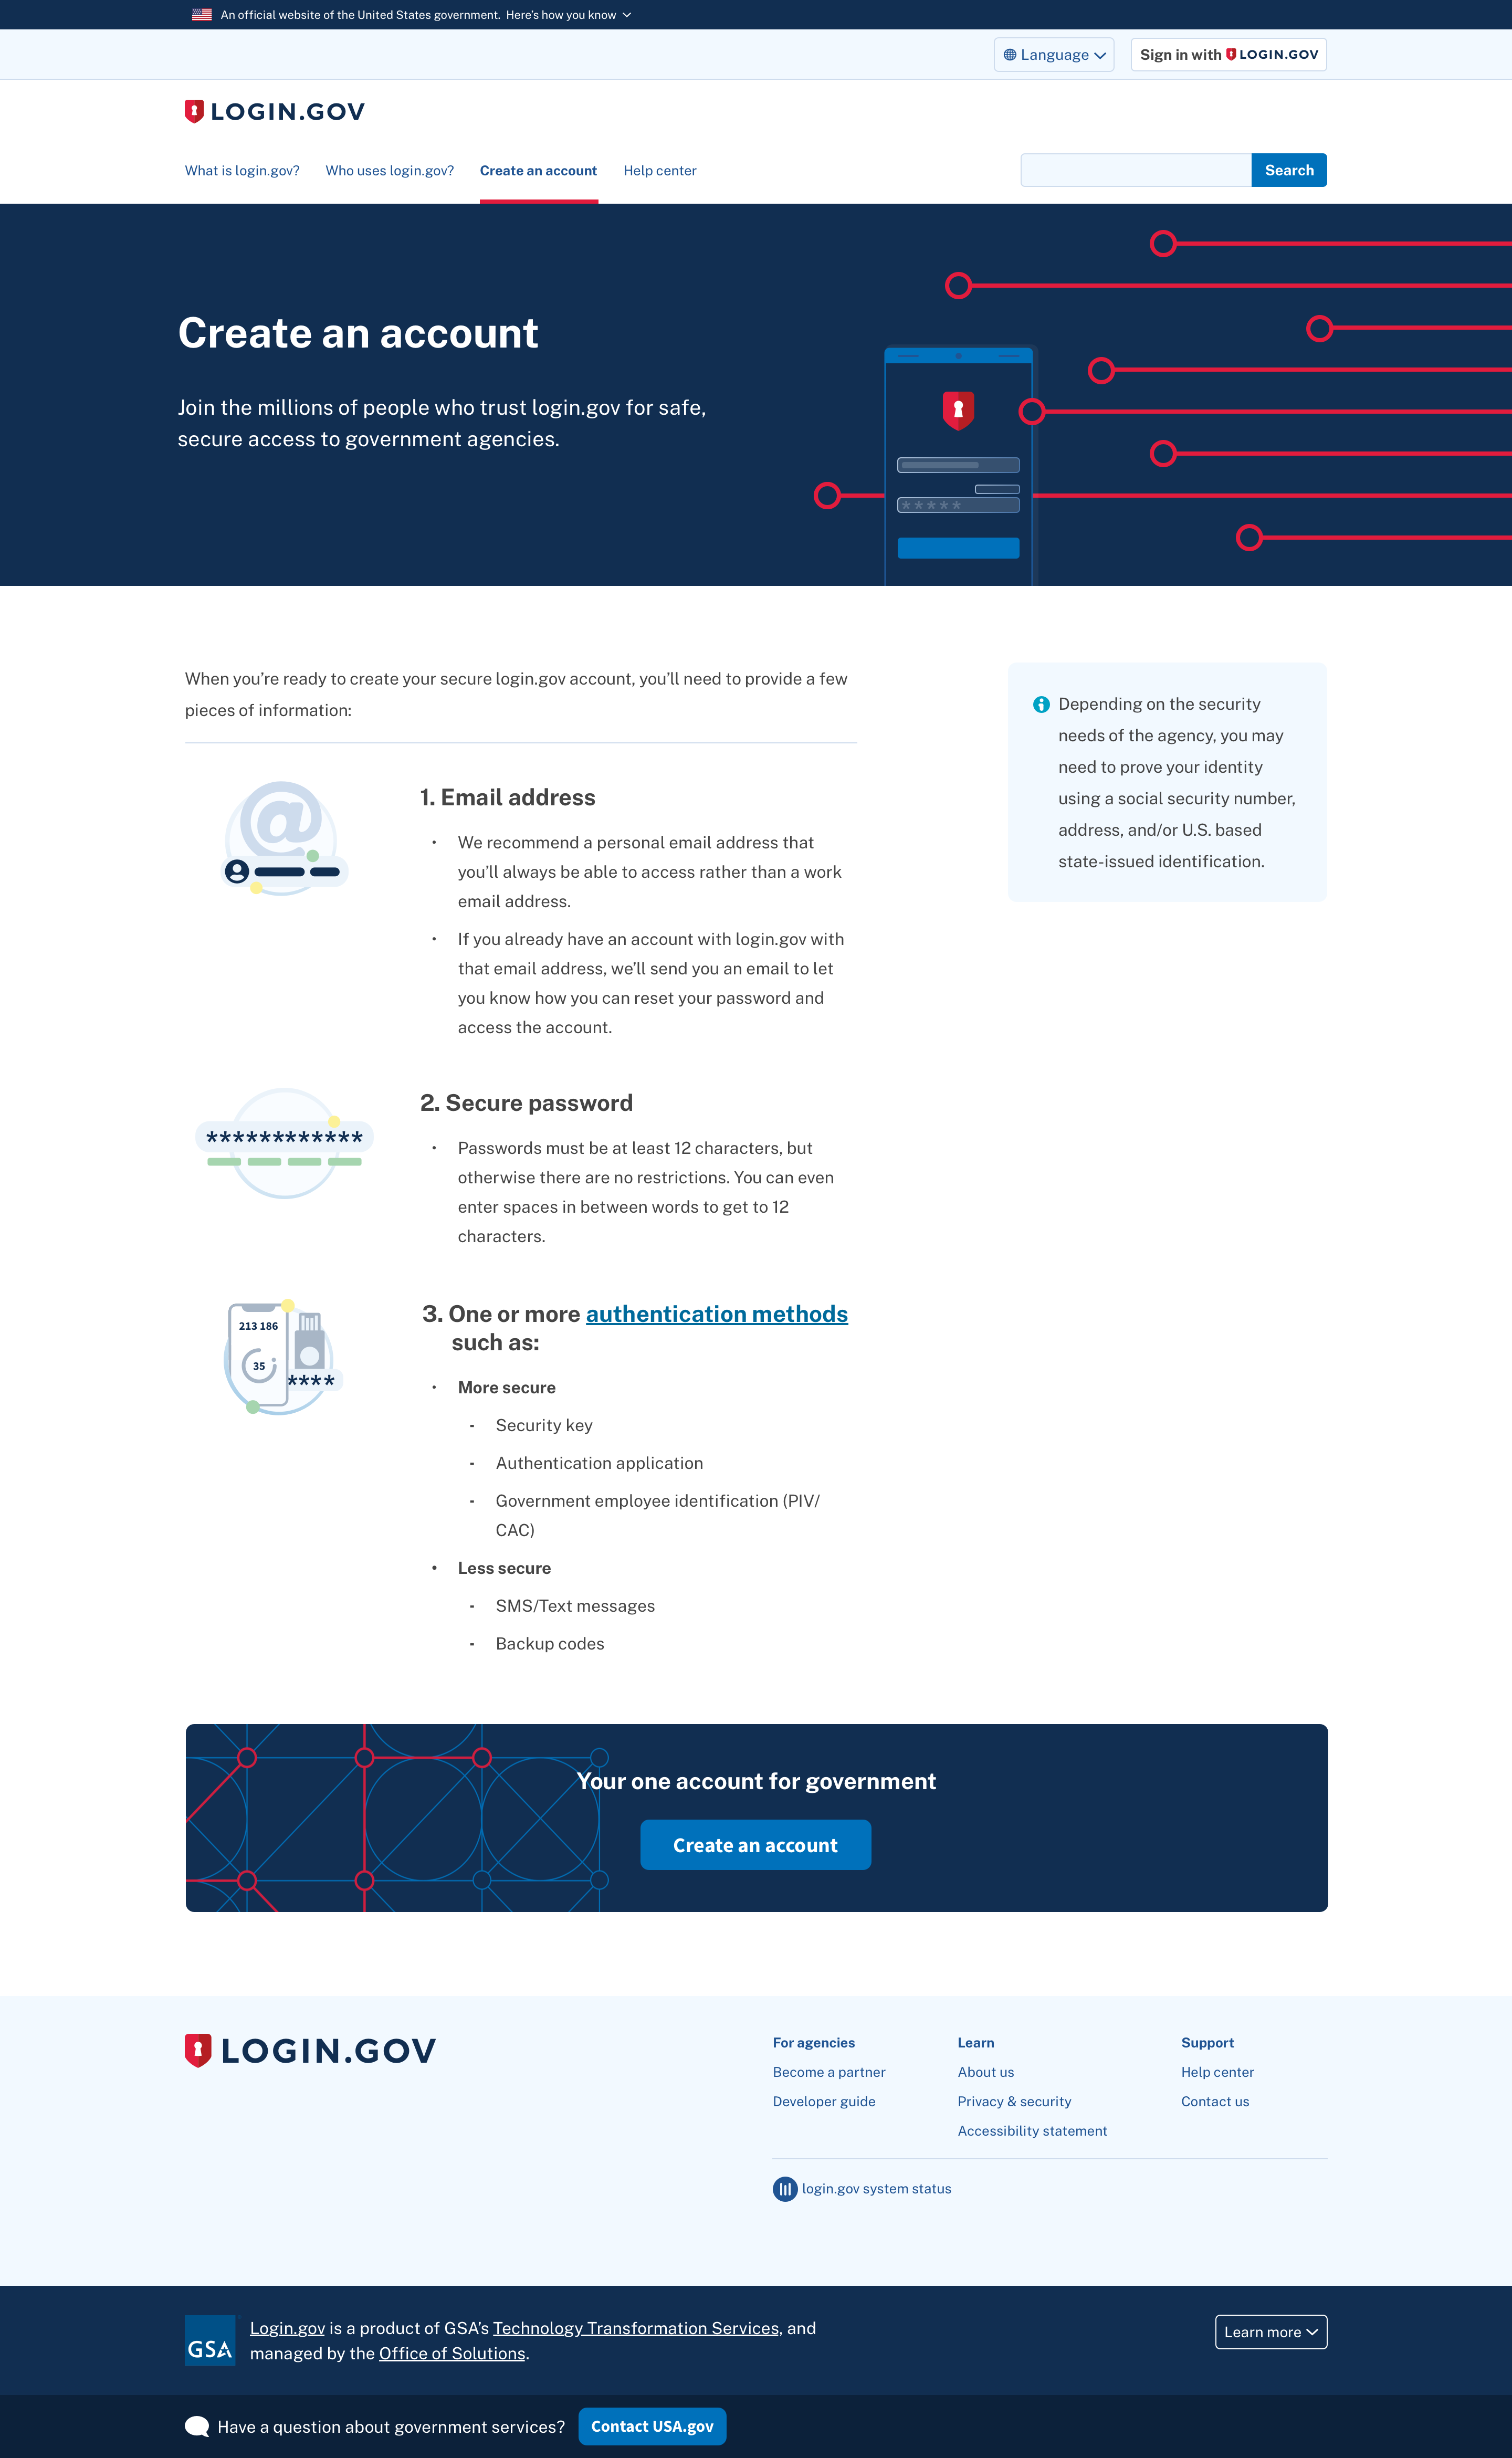 An official website of the United States government. Here’s how you know
Language
Sign in with LOGIN.GOV
LOGIN.GOV
What is login.gov?
Who uses login.gov?
Create an account
Help center
Search
Create an account
Join the millions of people who trust login.gov for safe,
secure access to government agencies.
*****
When you’re ready to create your secure login.gov account, you’ll need to provide a few
pieces of information:
Depending on the security
needs of the agency, you may
need to prove your identity
using a social security number,
address, and/or U.S. based
state-issued identification.
@
1. Email address
• We recommend a personal email address that
you’ll always be able to access rather than a work
email address.
• If you already have an account with login.gov with
that email address, we’ll send you an email to let
you know how you can reset your password and
access the account.
************
2. Secure password
• Passwords must be at least 12 characters, but
otherwise there are no restrictions. You can even
enter spaces in between words to get to 12
characters.
213 186
35
****
3. One or more authentication methods
such as:
• More secure
- Security key
- Authentication application
- Government employee identification (PIV/
CAC)
• Less secure
- SMS/Text messages
- Backup codes
Your one account for government
Create an account
LOGIN.GOV
For agencies
Become a partner
Developer guide
Learn
About us
Privacy & security
Accessibility statement
Support
Help center
Contact us
login.gov system status
GSA
Login.gov is a product of GSA’s Technology Transformation Services, and
managed by the Office of Solutions.
Learn more
Have a question about government services?
Contact USA.gov